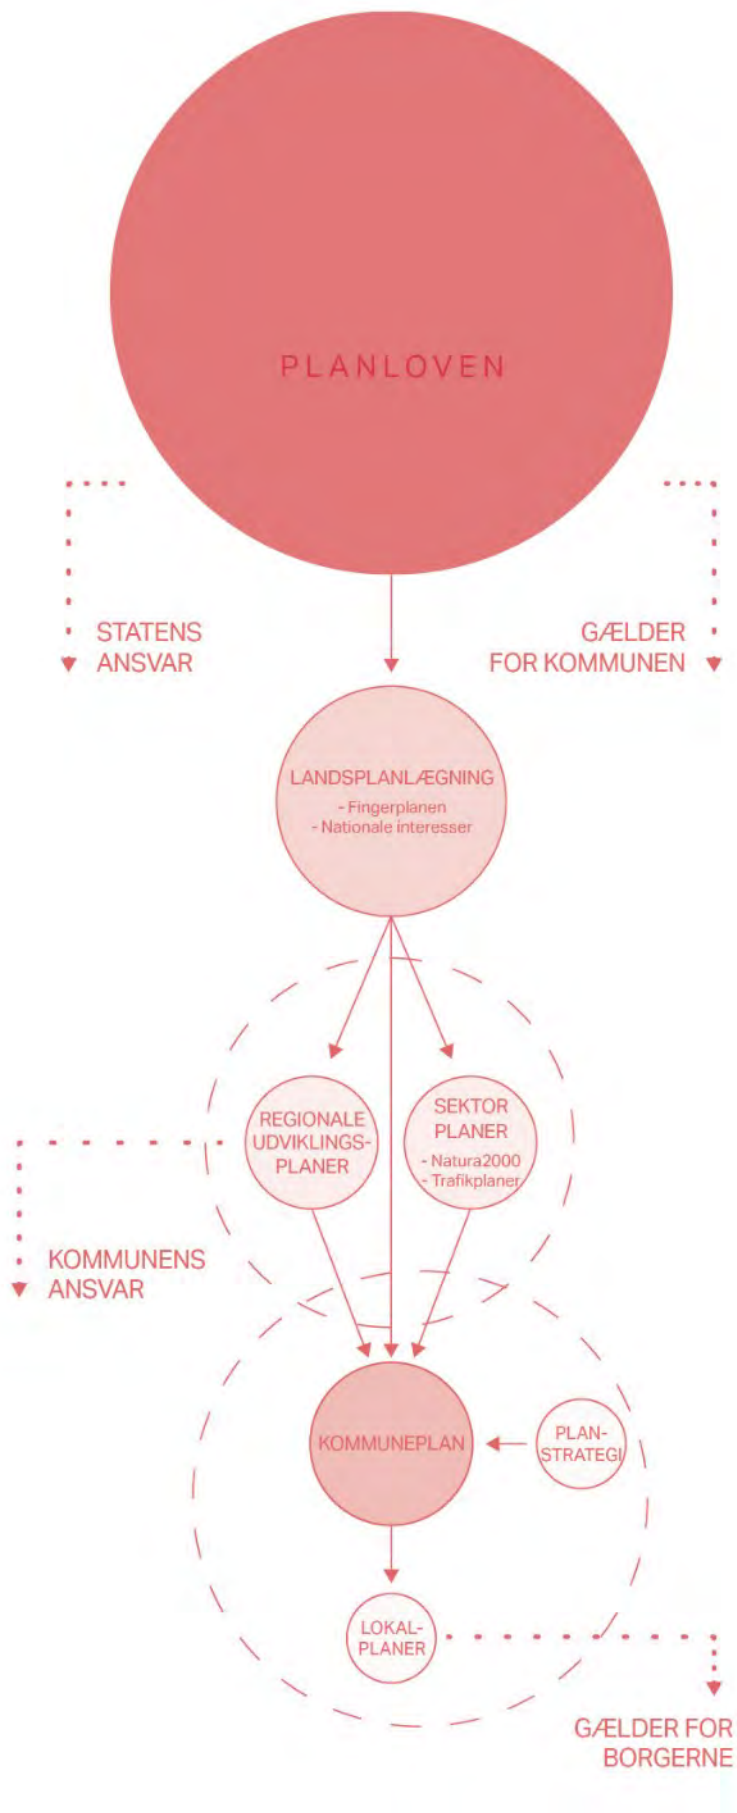 PLANLOVEN
STATENS
ANSVAR
GÆLDER
FOR KOMMUNEN
LANDSPLANLÆGNING
- Fingerplanen
- Nationale interesser
REGIONALE
UDVIKLINGS-
PLANER
SEKTOR
PLANER
- Natura2000
- Trafikplaner
KOMMUNENS
ANSVAR
KOMMUNEPLAN
PLAN-
STRATEGI
LOKAL-
PLANER
GÆLDER FOR
BORGERNE